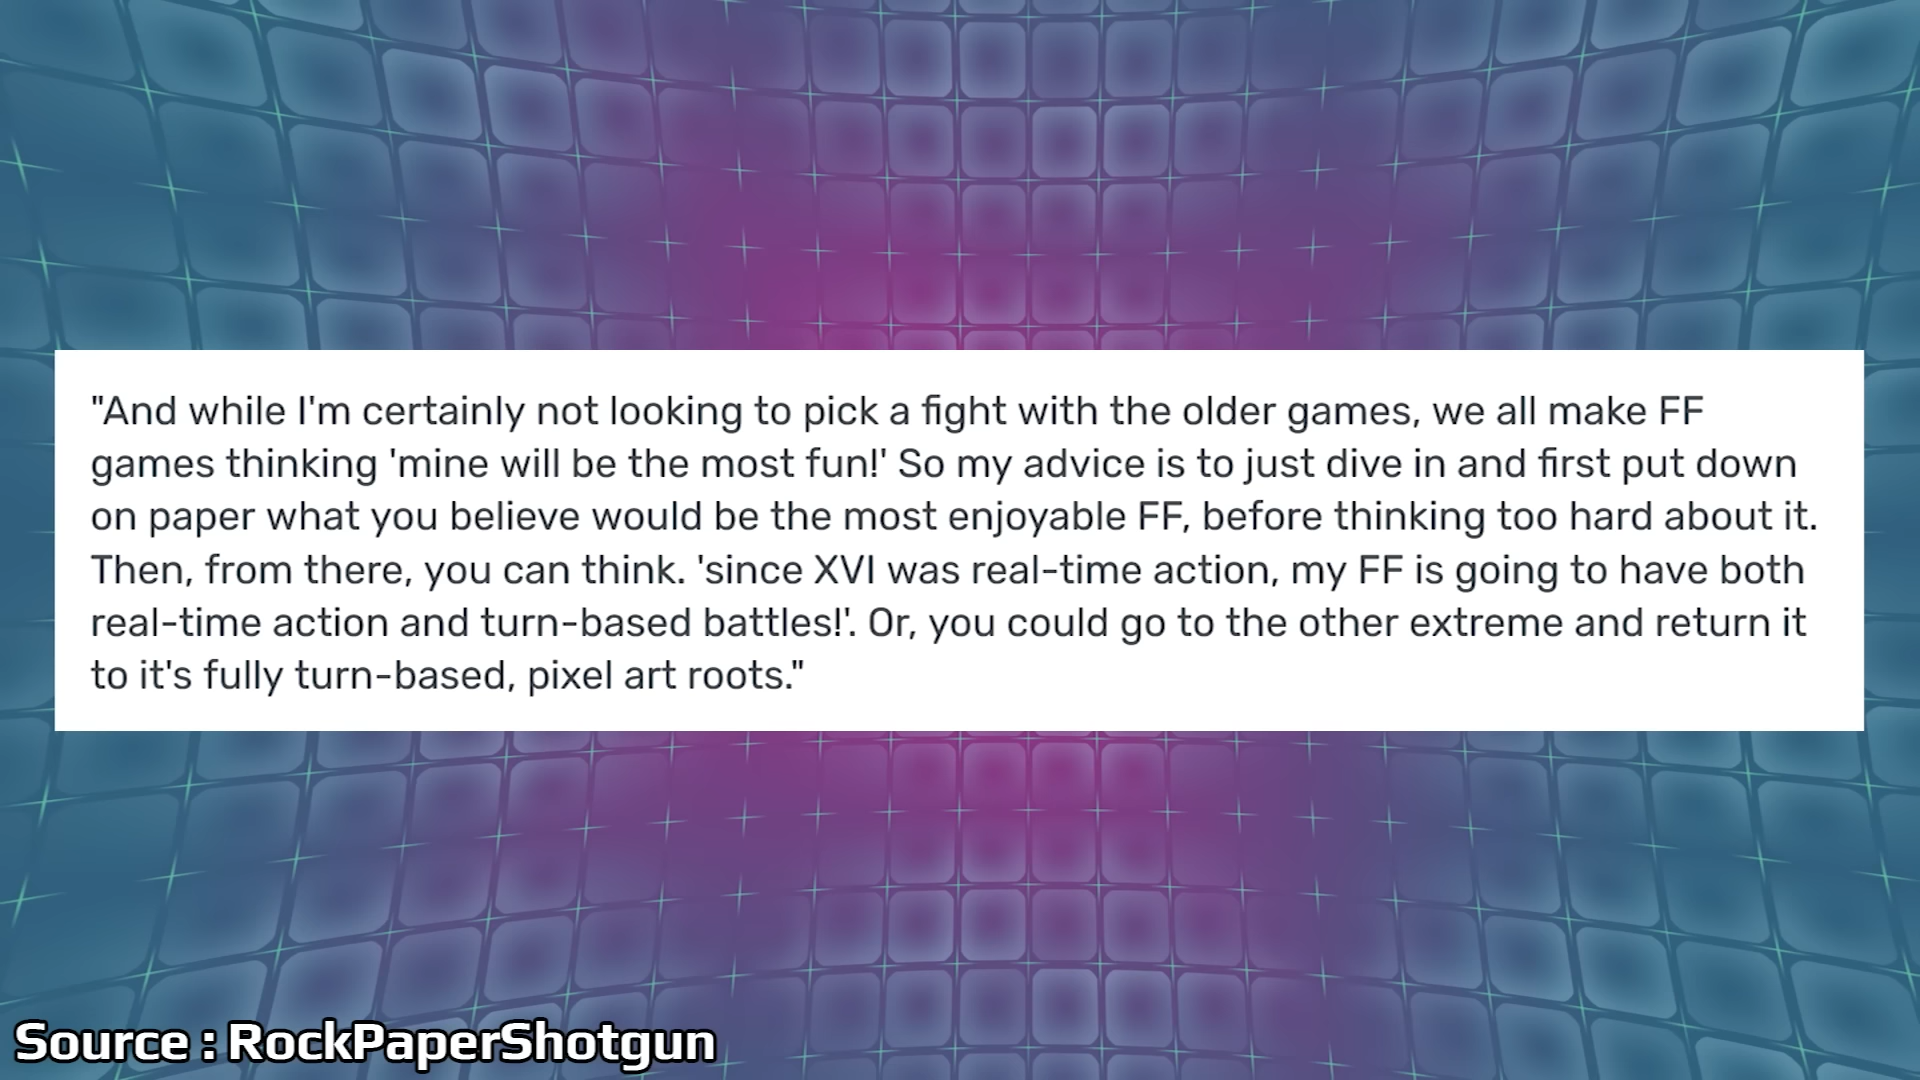 "And while I'm certainly not looking to pick a fight with the older games, we all make FF
games thinking 'mine will be the most fun!' So my advice is to just dive in and first put down
on paper what you believe would be the most enjoyable FF, before thinking too hard about it.
Then, from there, you can think. 'since XVI was real-time action, my FF is going to have both
real-time action and turn-based battles!'. Or, you could go to the other extreme and return it
to it's fully turn-based, pixel art roots."
Source : RockPaperShotgun